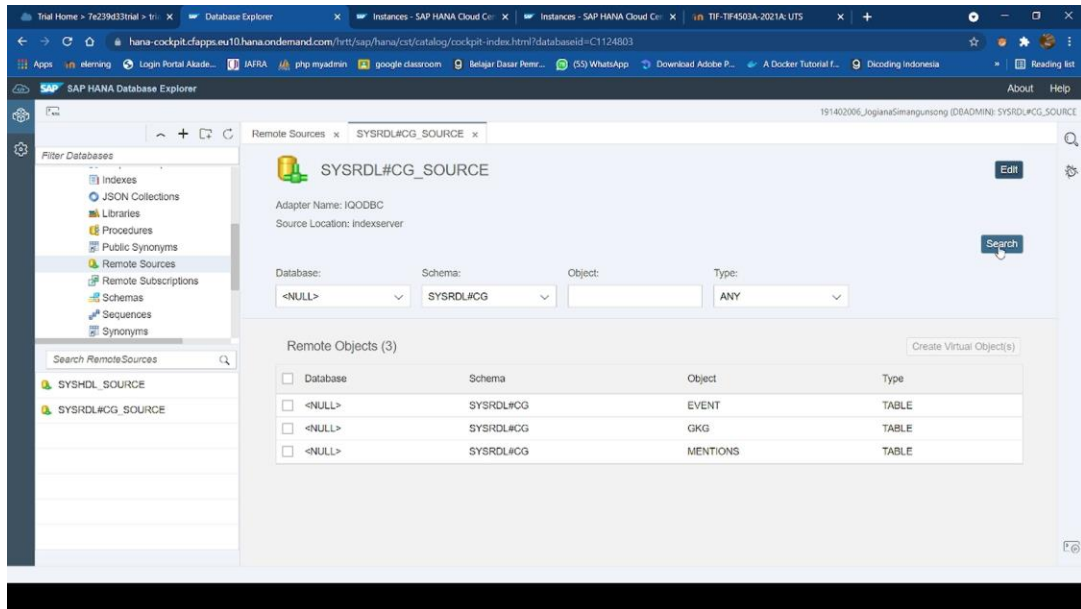 Trial Home > 7e239d33trial > tri
Database Explorer
Instances - SAP HANA Cloud Cen
Instances - SAP HANA Cloud Cen
TIF-TIF4503A-2021A: UTS
hana-cockpit.cfapps.eu10.hana.ondemand.com/hrtt/sap/hana/cst/catalog/cockpit-index.html?databaseid=C1124803
Apps elerning Login Portal Akade... JAFRA php myadmin google classroom Belajar Dasar Pemr... (55) WhatsApp Download Adobe P... A Docker Tutorial f... Dicoding Indonesia » Reading list
SAP SAP HANA Database Explorer About Help
191402006_JogianaSimangunsong (DBADMIN): SYSRDL#CG_SOURCE
Remote Sources x SYSRDL#CG_SOURCE x
Filter Databases
Indexes
JSON Collections
Libraries
Procedures
Public Synonyms
Remote Sources
Remote Subscriptions
Schemas
Sequences
Synonyms
Search RemoteSources
SYSHDL_SOURCE
SYSRDL#CG_SOURCE
SYSRDL#CG_SOURCE
Edit
Adapter Name: IQODBC
Source Location: indexserver
Search
Database: Schema: Object: Type:
<NULL> SYSRDL#CG ANY
Remote Objects (3) Create Virtual Object(s)
Database Schema Object Type
<NULL> SYSRDL#CG EVENT TABLE
<NULL> SYSRDL#CG GKG TABLE
<NULL> SYSRDL#CG MENTIONS TABLE